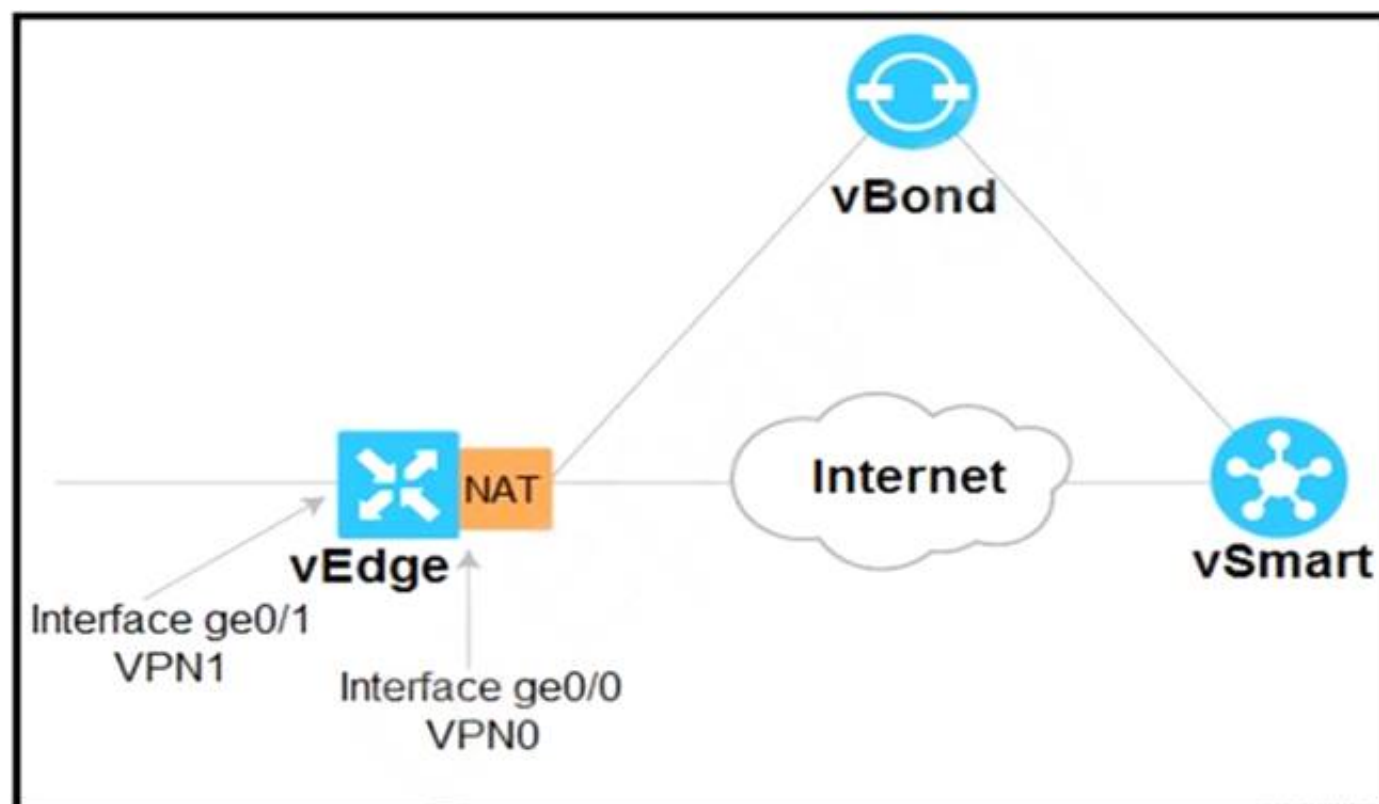 vBond
Internet
NAT
vEdge
vSmart
Interface ge0/1
VPN1
Interface ge0/0
VPN0